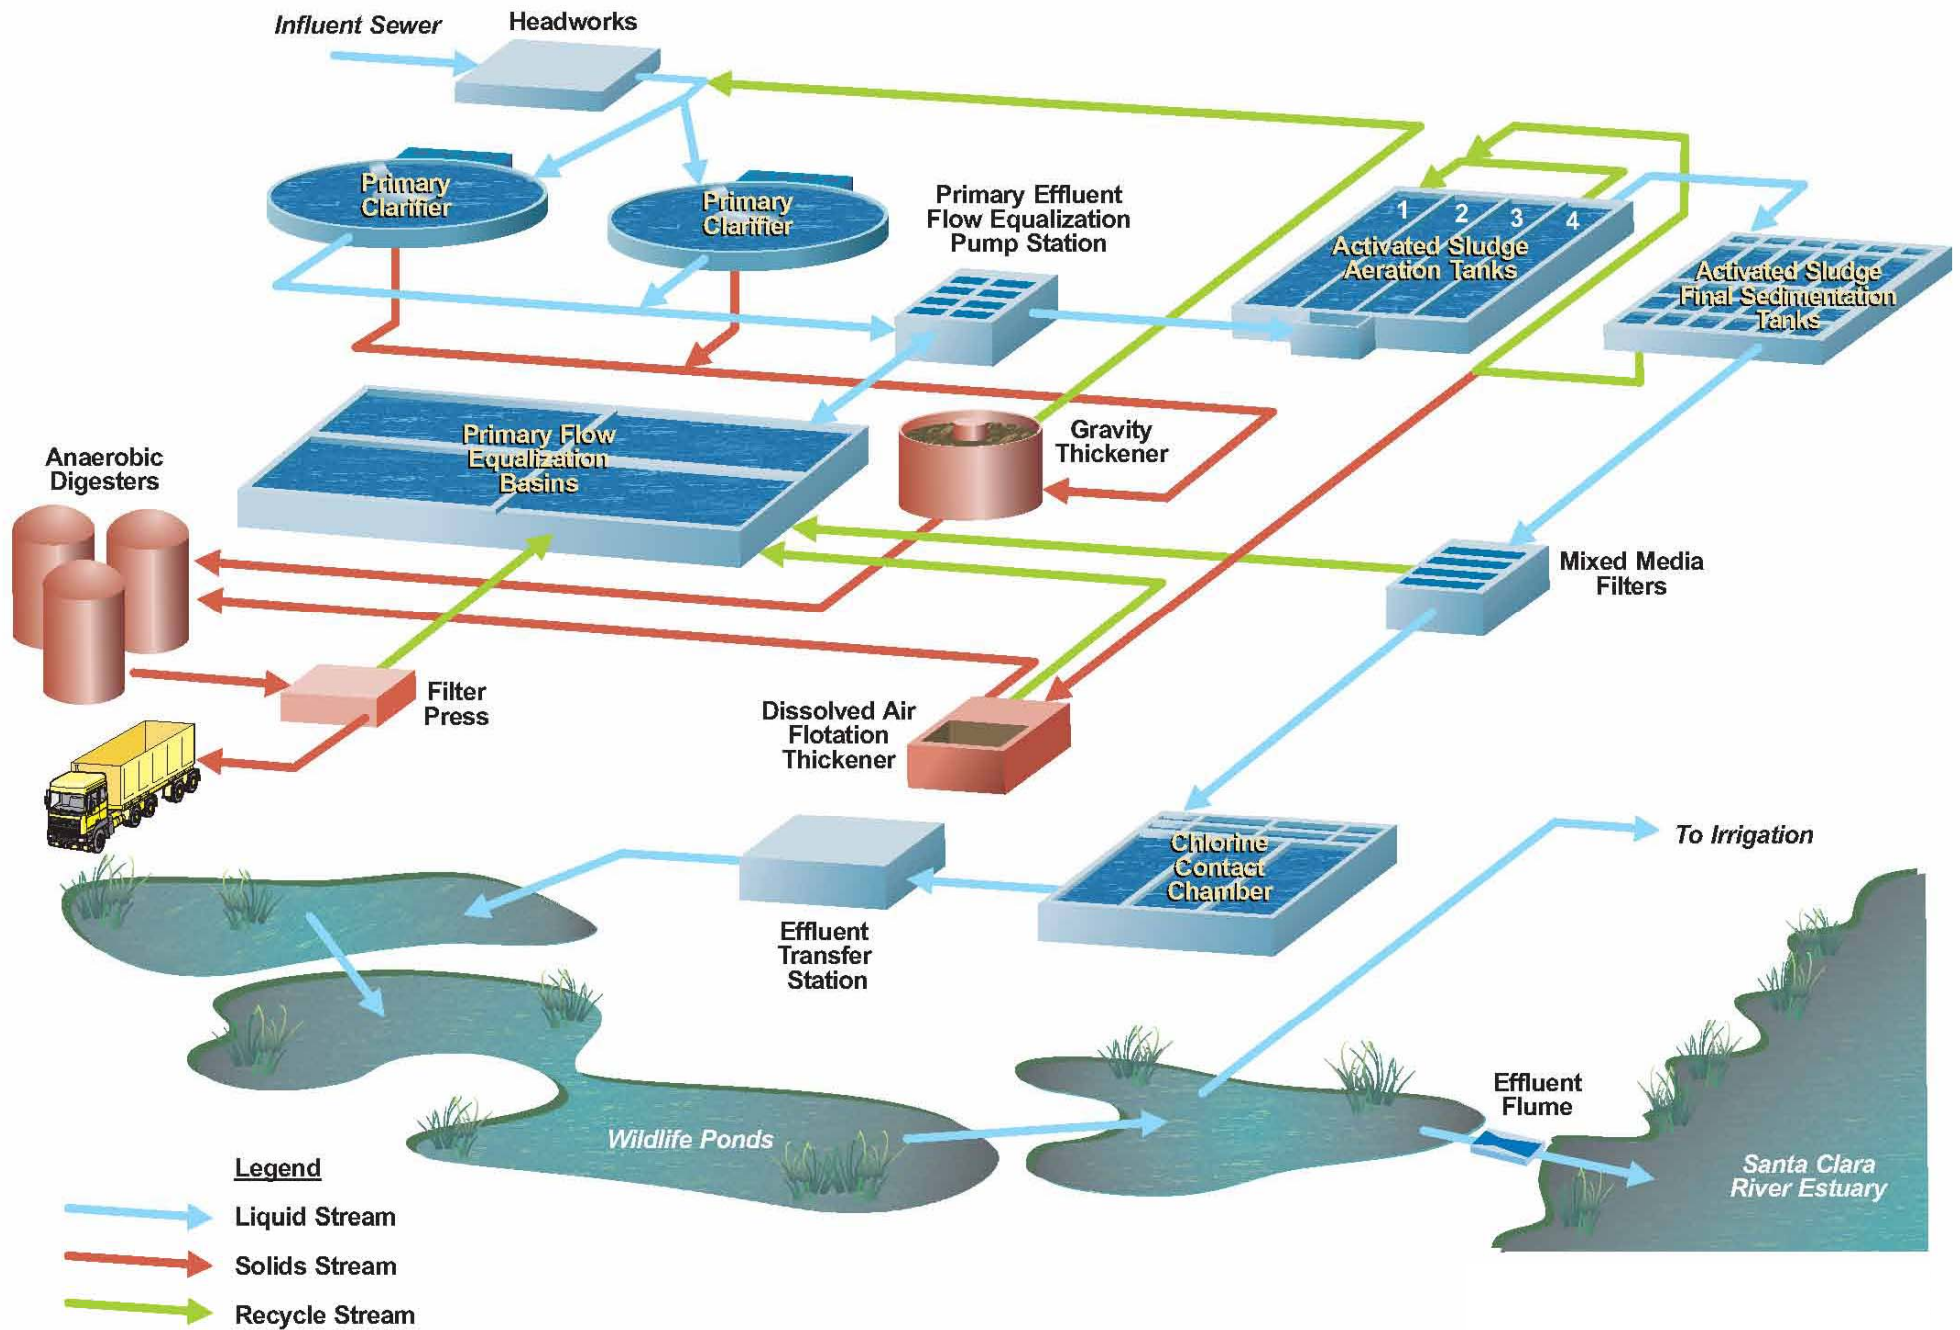 Influent Sewer
Headworks
Primary
Clarifier
Primary
Clarifier
Primary Effluent
Flow Equalization
Pump Station
1 2 3 4
Activated Sludge
Aeration Tanks
Activated Sludge
Final Sedimentation
Tanks
Primary Flow
Equalization
Basins
Gravity
Thickener
Anaerobic
Digesters
Mixed Media
Filters
Filter
Press
Dissolved Air
Flotation
Thickener
Chlorine
Contact
Chamber
To Irrigation
Effluent
Transfer
Station
Effluent
Flume
Wildlife Ponds
Santa Clara
River Estuary
Legend
Liquid Stream
Solids Stream
Recycle Stream